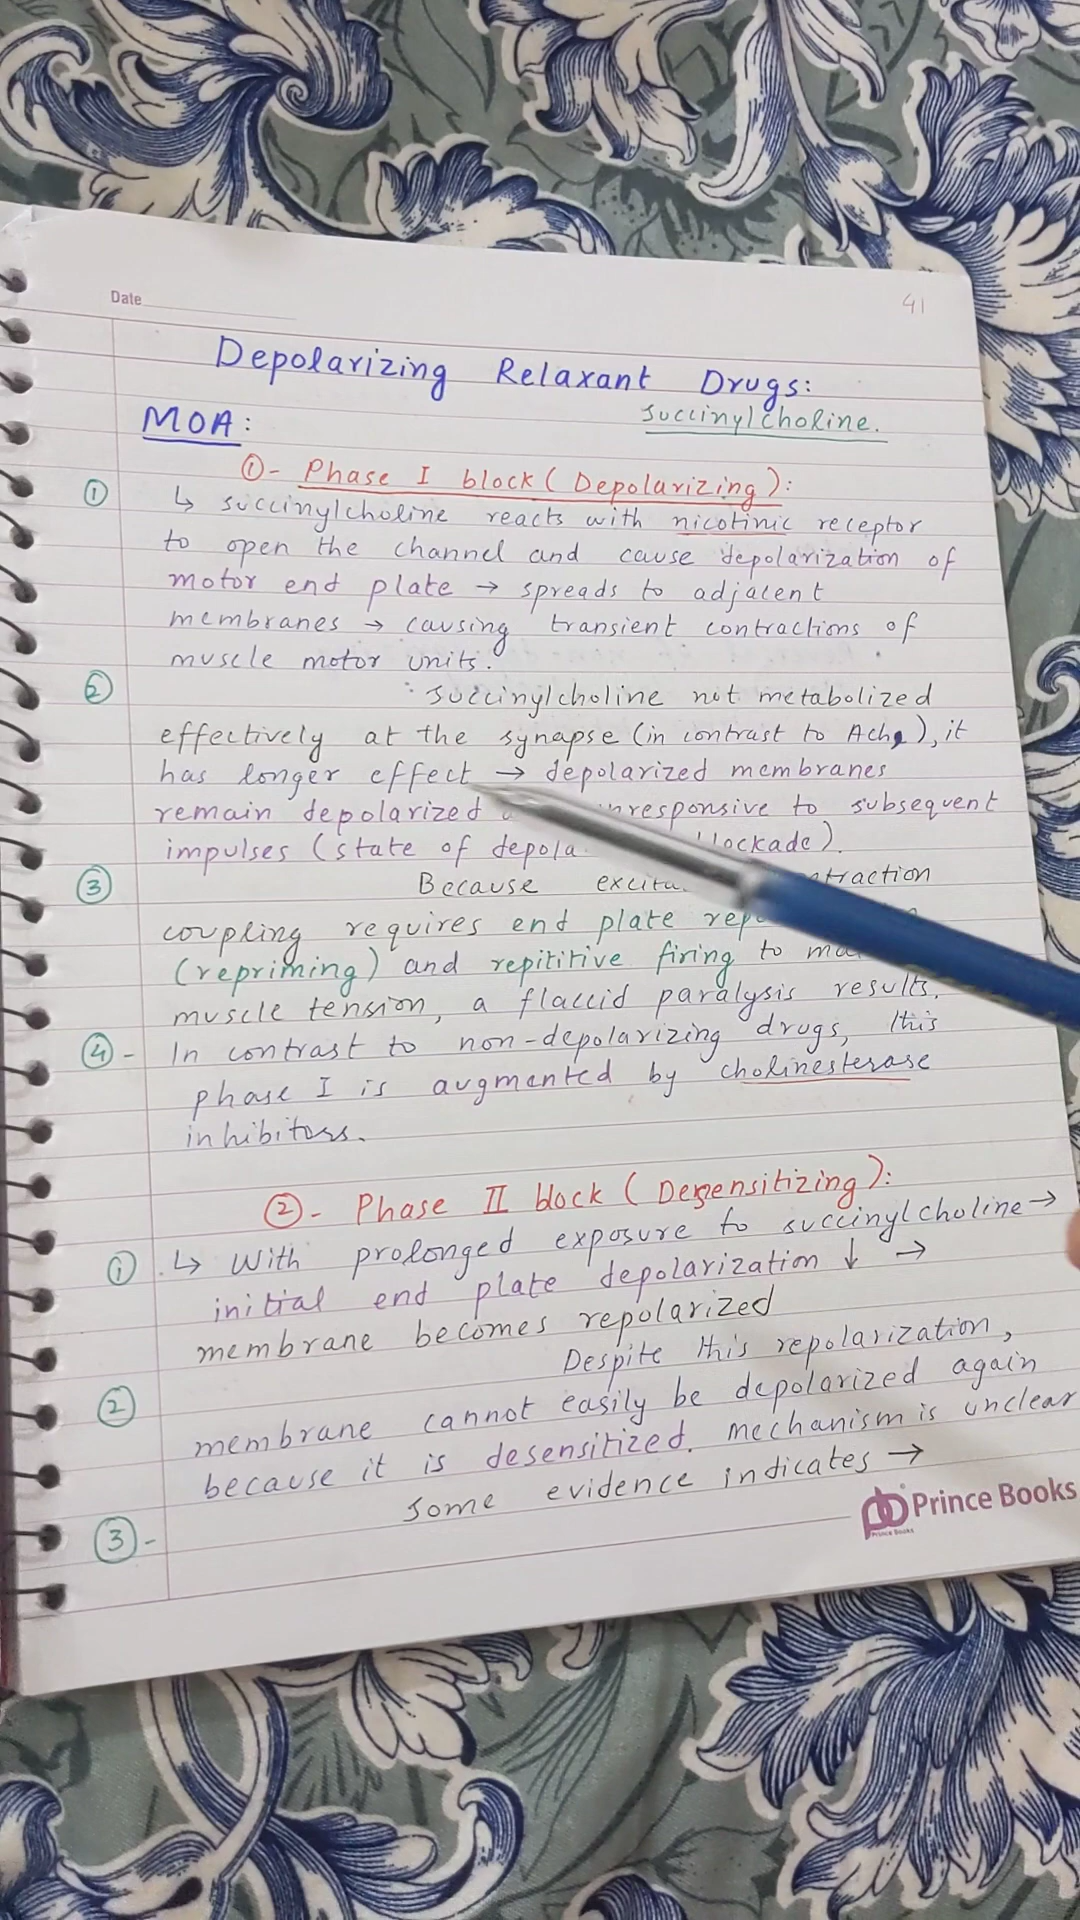 Date
41
Depolarizing Relaxant Drugs:
MOA:
succinylcholine.
①- Phase I block (Depolarizing):
① ↳ succinylcholine reacts with nicotinic receptor
to open the channel and cause depolarization of
motor end plate → spreads to adjacent
membranes → causing transient contractions of
muscle motor units.
② succinylcholine not metabolized
effectively at the synapse (in contrast to Ach), it
has longer effect → depolarized membranes
remain depolarized responsive to subsequent
impulses (state of depola lockade).
③ Because excita traction
coupling requires end plate rep
(repriming) and repititive firing to ma
muscle tension, a flaccid paralysis results.
④- In contrast to non-depolarizing drugs, this
phase I is augmented by cholinesterase
inhibitors.
②- Phase II block (Desensitizing):
① ↳ With prolonged exposure to succinylcholine →
initial end plate depolarization ↓ →
membrane becomes repolarized
② Despite this repolarization,
membrane cannot easily be depolarized again
because it is desensitized. mechanism is unclear
③- some evidence indicates →
Prince Books
Prince Books